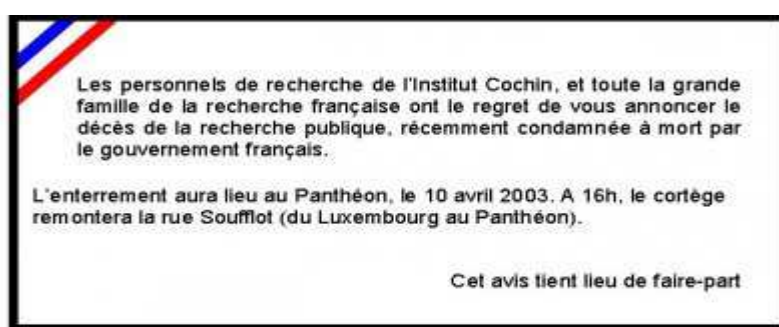 Les personnels de recherche de l'Institut Cochin, et toute la grande
famille de la recherche française ont le regret de vous annoncer le
décès de la recherche publique, récemment condamnée à mort par
le gouvernement français.
L'enterrement aura lieu au Panthéon, le 10 avril 2003. A 16h, le cortège
remontera la rue Soufflot (du Luxembourg au Panthéon).
Cet avis tient lieu de faire-part